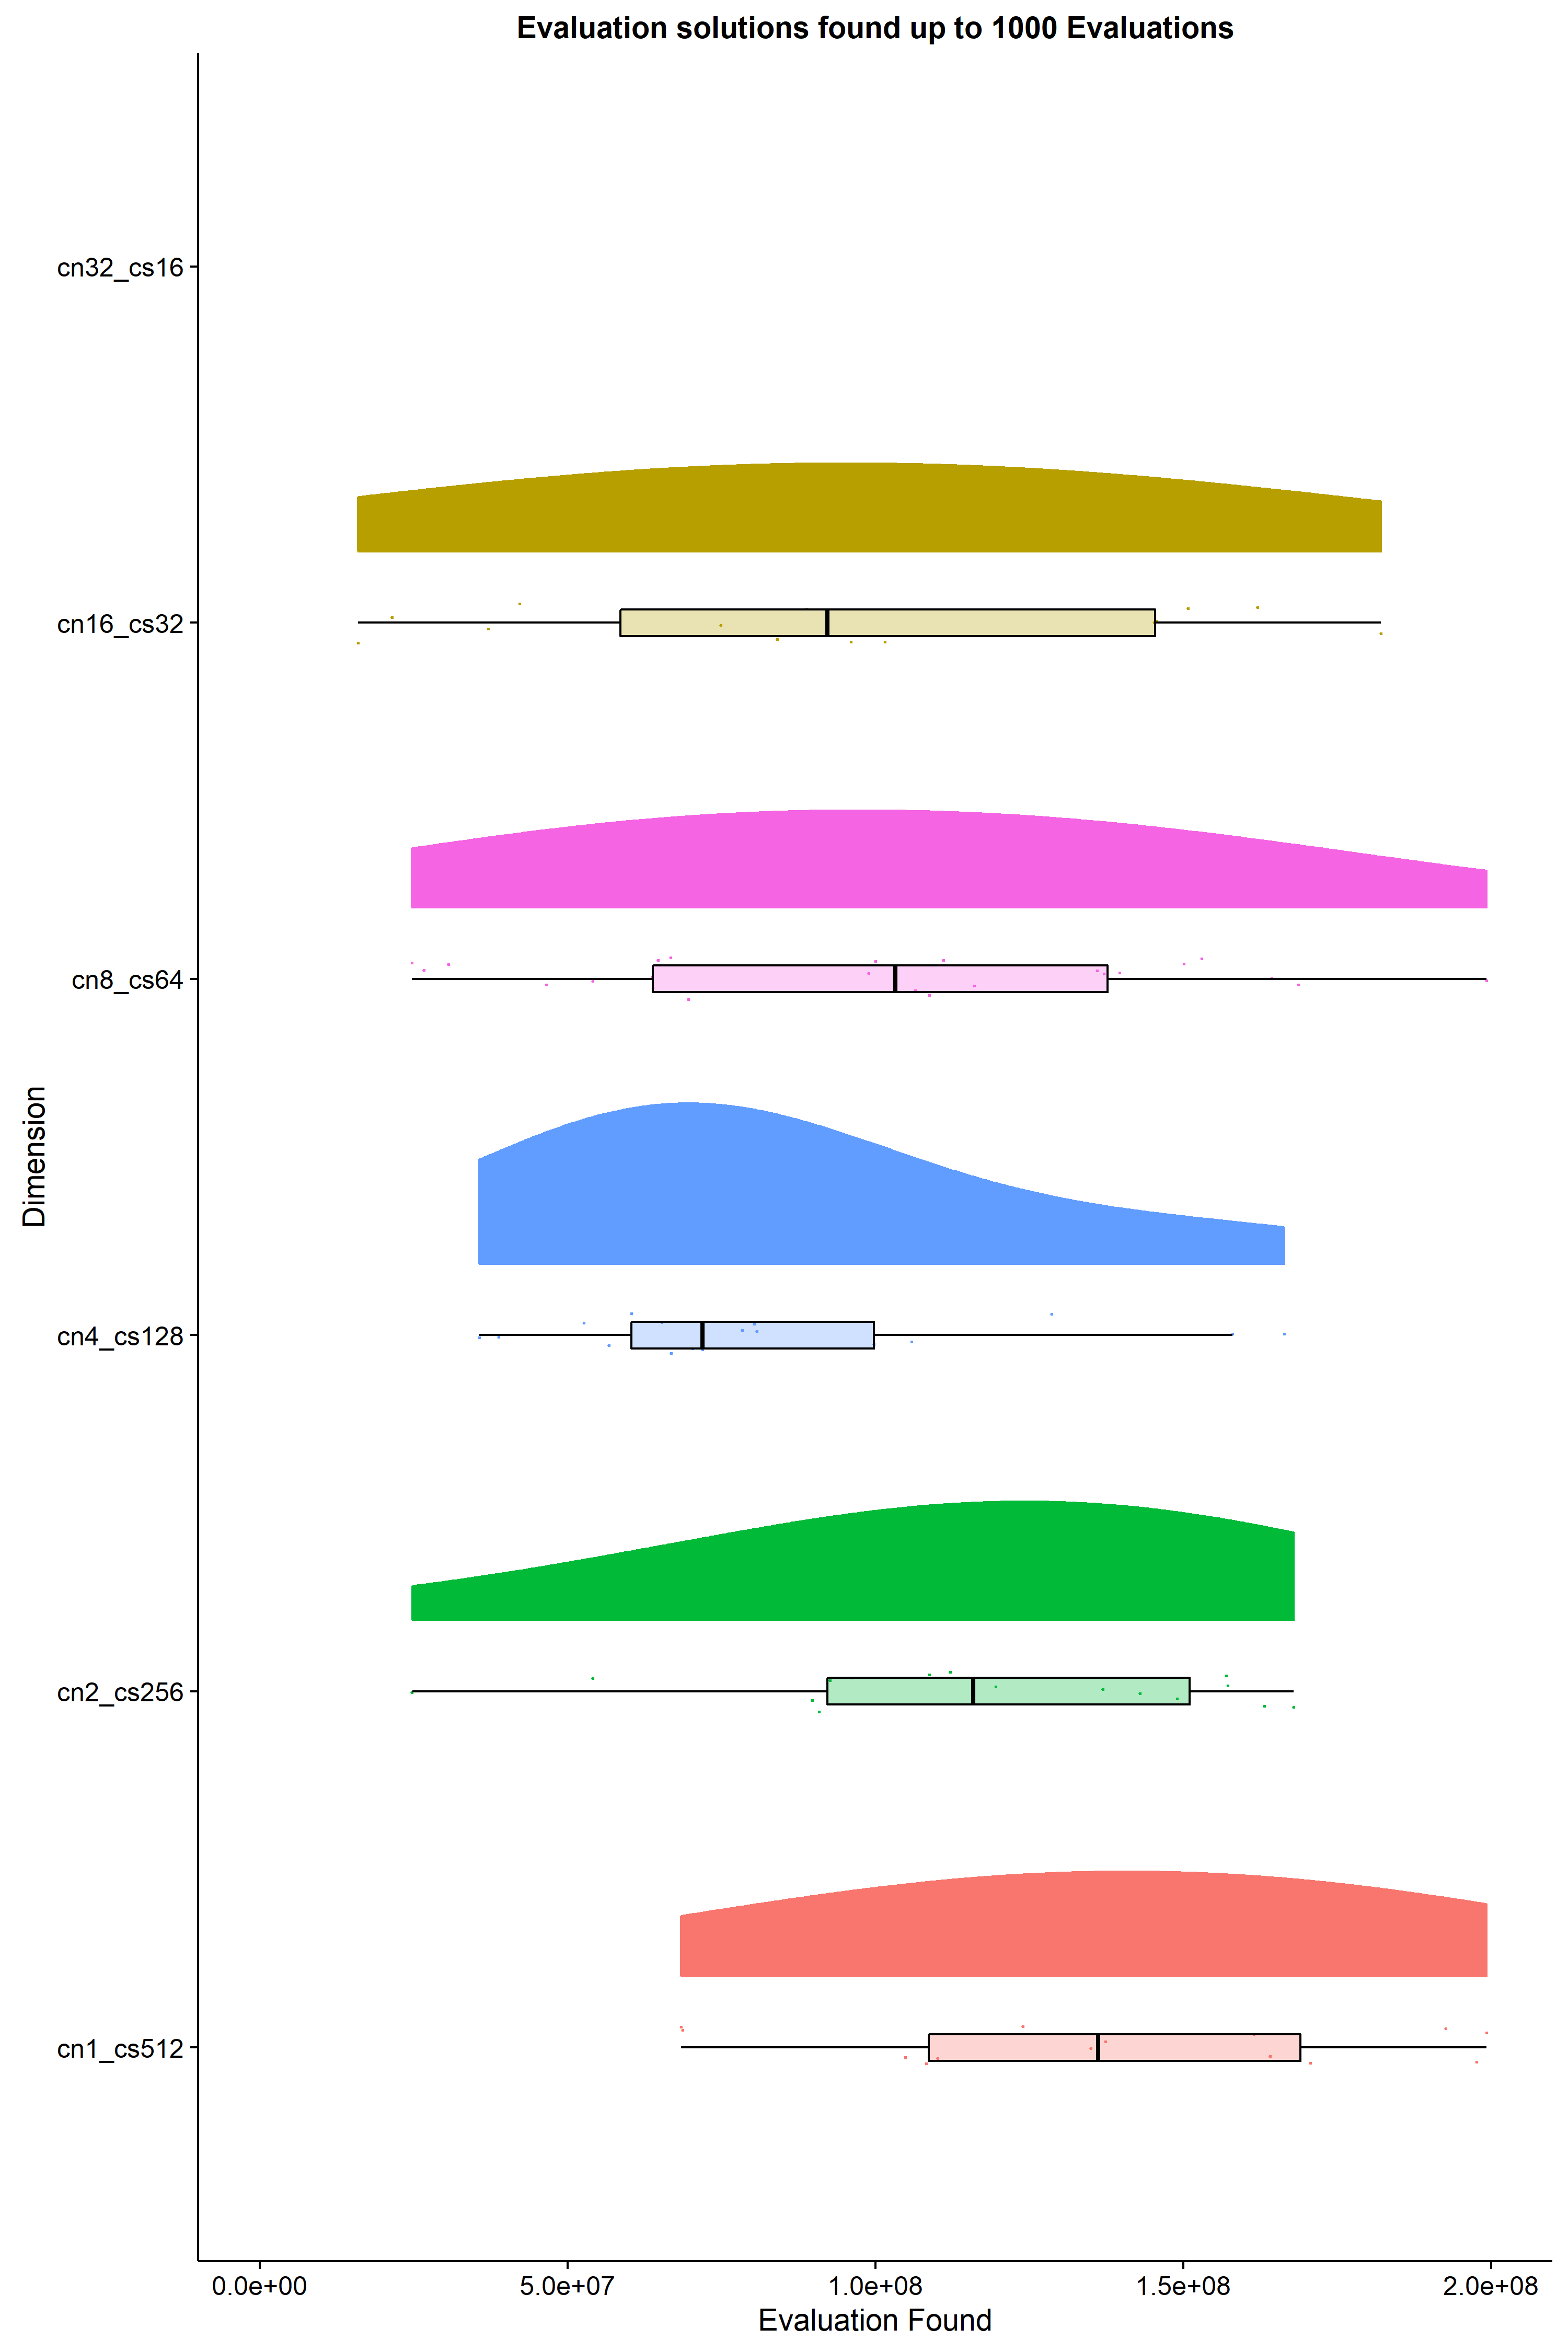 Evaluation solutions found up to 1000 Evaluations
cn32_cs16
cn16_cs32
cn8_cs64
Dimension
cn4_cs128
cn2_cs256
cn1_cs512
0.0e+00 5.0e+07 1.0e+08 1.5e+08 2.0e+08
Evaluation Found